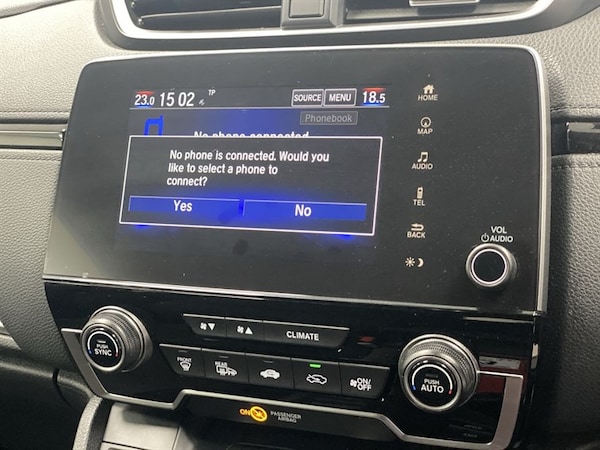 23.0 15 02 TP SOURCE MENU 18.5
Phonebook
No phone connected
No phone is connected. Would you
like to select a phone to
connect?
Yes No
HOME
MAP
AUDIO
TEL
BACK
VOL
AUDIO
PUSH
SYNC
CLIMATE
FRONT
REAR
ON/
OFF
PUSH
AUTO
ON
PASSENGER
AIRBAG